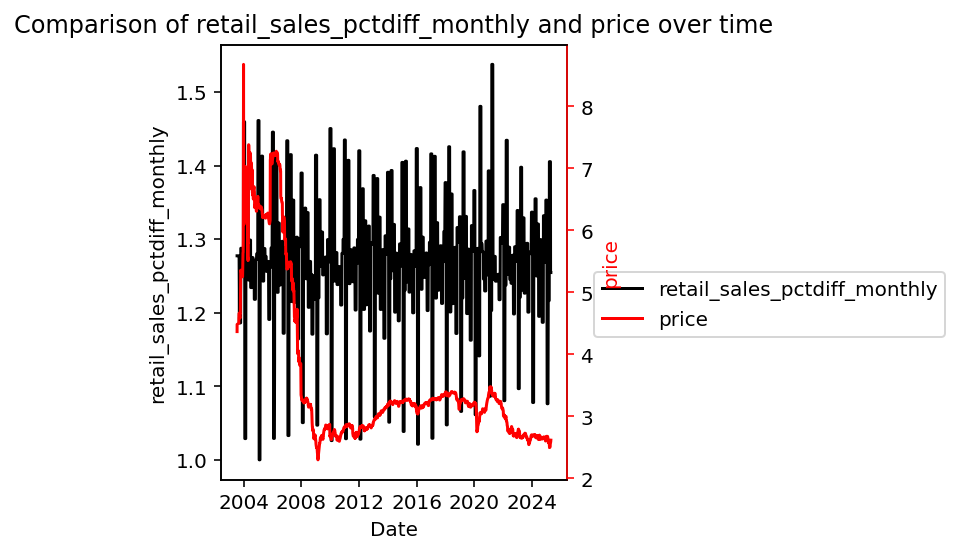 Comparison of retail_sales_pctdiff_monthly and price over time
retail_sales_pctdiff_monthly
1.5
1.4
1.3
1.2
1.1
1.0
8
7
6
5
4
3
2
price
2004 2008 2012 2016 2020 2024
Date
retail_sales_pctdiff_monthly
price